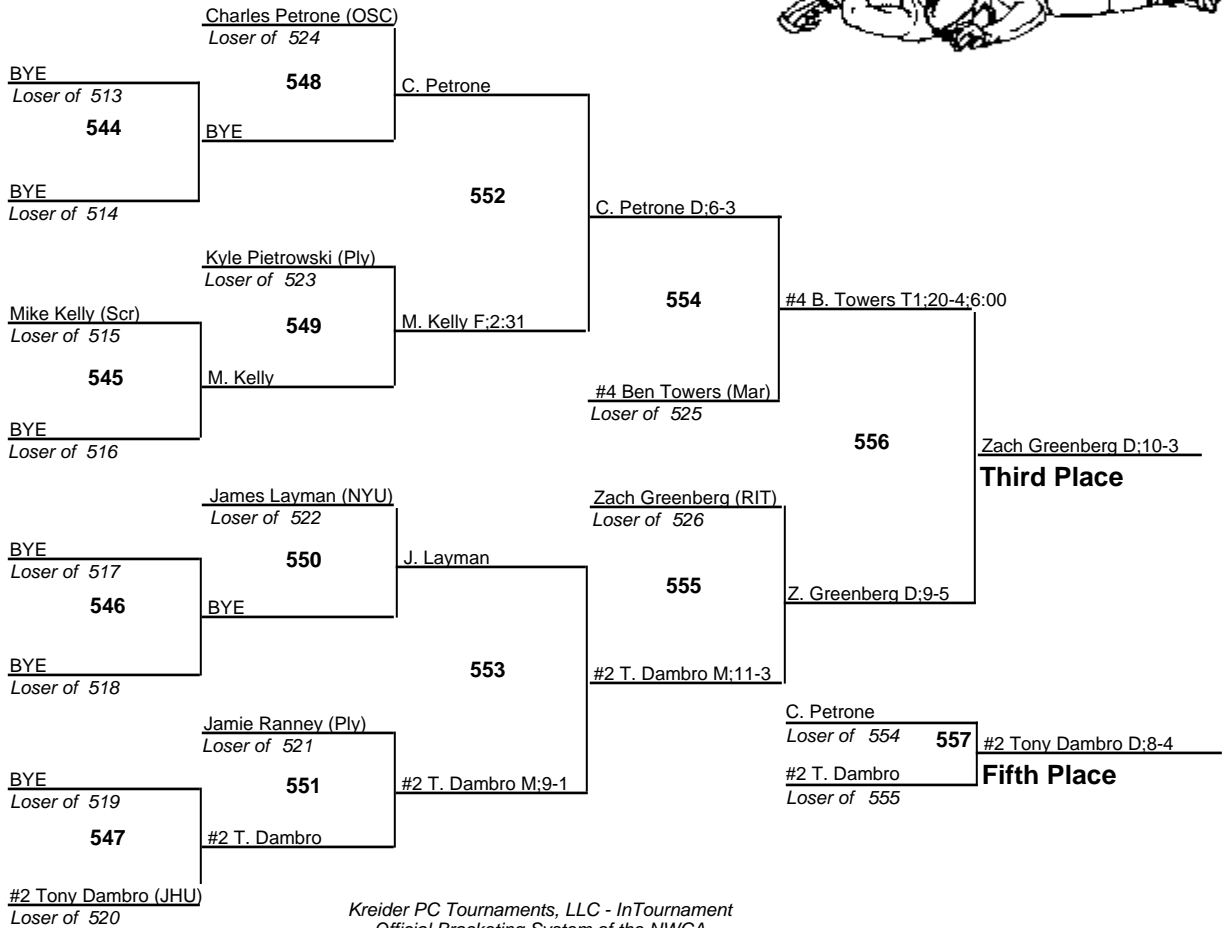 Charles Petrone (OSC)
Loser of 524
BYE
Loser of 513
548
C. Petrone
544
BYE
BYE
Loser of 514
552
C. Petrone D;6-3
Kyle Pietrowski (Ply)
Loser of 523
554
#4 B. Towers T1;20-4;6:00
Mike Kelly (Scr)
Loser of 515
549
M. Kelly F;2:31
545
M. Kelly
#4 Ben Towers (Mar)
Loser of 525
BYE
Loser of 516
556
Zach Greenberg D;10-3
Third Place
James Layman (NYU)
Loser of 522
Zach Greenberg (RIT)
Loser of 526
BYE
Loser of 517
550
J. Layman
555
Z. Greenberg D;9-5
546
BYE
BYE
Loser of 518
553
#2 T. Dambro M;11-3
Jamie Ranney (Ply)
Loser of 521
C. Petrone
Loser of 554
557
#2 Tony Dambro D;8-4
Fifth Place
#2 T. Dambro
Loser of 555
BYE
Loser of 519
551
#2 T. Dambro M;9-1
547
#2 T. Dambro
#2 Tony Dambro (JHU)
Loser of 520
Kreider PC Tournaments, LLC - InTournament
Official Bracketing System of the NWCA